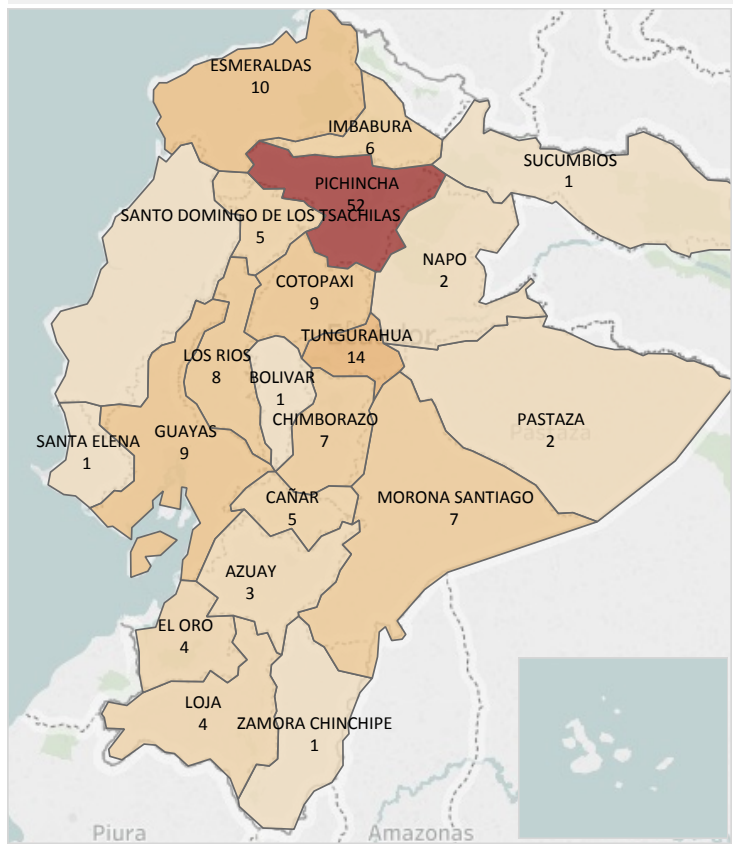 ESMERALDAS
10
IMBABURA
6
SUCUMBIOS
1
PICHINCHA
52
SANTO DOMINGO DE LOS TSACHILAS
5
NAPO
2
COTOPAXI
9
TUNGURAHUA
14
LOS RIOS
8
BOLIVAR
1
CHIMBORAZO
7
PASTAZA
2
Pastaza
SANTA ELENA
1
GUAYAS
9
CAÑAR
5
MORONA SANTIAGO
7
AZUAY
3
EL ORO
4
LOJA
4
ZAMORA CHINCHIPE
1
Piura
Amazonas